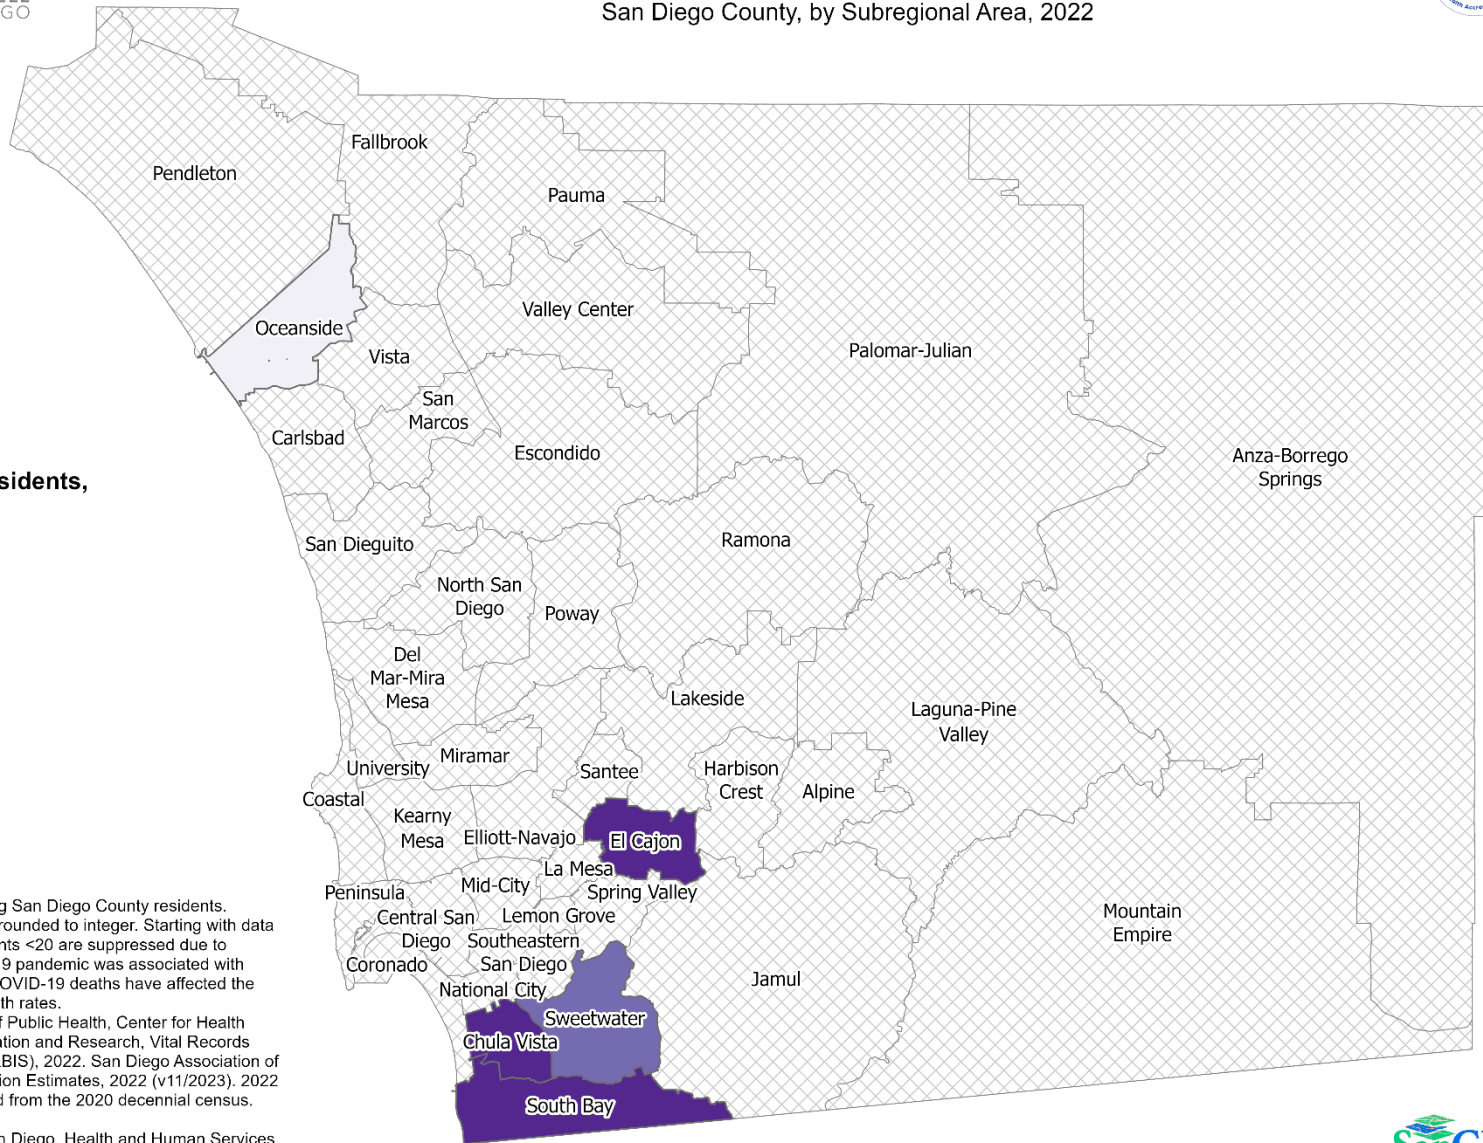 GO
San Diego County, by Subregional Area, 2022
Fallbrook
Pendleton
Pauma
Oceanside
Valley Center
Vista
Palomar-Julian
San
Marcos
Carlsbad
Escondido
Anza-Borrego
Springs
sidents,
San Dieguito
Ramona
North San
Diego
Poway
Del
Mar-Mira
Mesa
Lakeside
Laguna-Pine
Valley
Miramar
University
Santee
Harbison
Crest
Alpine
Coastal
Kearny
Mesa
Elliott-Navajo
El Cajon
La Mesa
Peninsula
Mid-City
Spring Valley
Central San
Diego
Lemon Grove
Southeastern
San Diego
Coronado
Mountain
Empire
Jamul
National City
Sweetwater
Chula Vista
South Bay
g San Diego County residents.
rounded to integer. Starting with data
nts <20 are suppressed due to
9 pandemic was associated with
OVID-19 deaths have affected the
th rates.
f Public Health, Center for Health
ation and Research, Vital Records
BIS), 2022. San Diego Association of
ion Estimates, 2022 (v11/2023). 2022
d from the 2020 decennial census.
n Diego, Health and Human Services